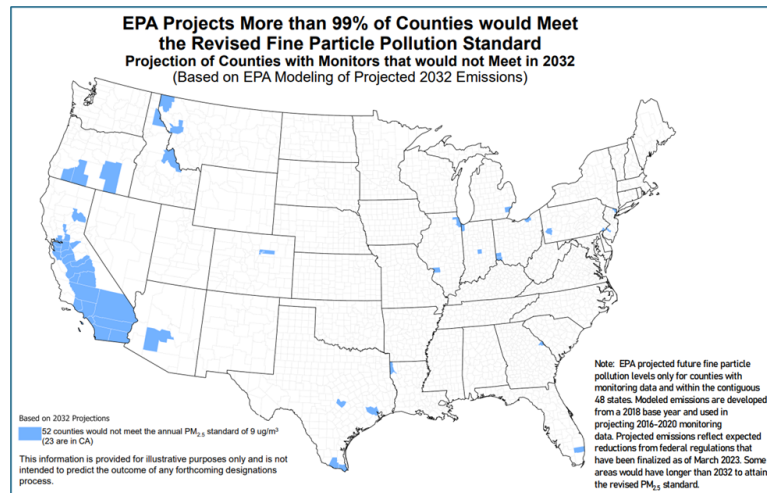 EPA Projects More than 99% of Counties would Meet
the Revised Fine Particle Pollution Standard
Projection of Counties with Monitors that would not Meet in 2032
(Based on EPA Modeling of Projected 2032 Emissions)
Based on 2032 Projections
52 counties would not meet the annual PM2.5 standard of 9 ug/m3
(23 are in CA)
This information is provided for illustrative purposes only and is not
intended to predict the outcome of any forthcoming designations
process.
Note: EPA projected future fine particle
pollution levels only for counties with
monitoring data and within the contiguous
48 states. Modeled emissions are developed
from a 2018 base year and used in
projecting 2016-2020 monitoring
data. Projected emissions reflect expected
reductions from federal regulations that
have been finalized as of March 2023. Some
areas would have longer than 2032 to attain
the revised PM2.5 standard.